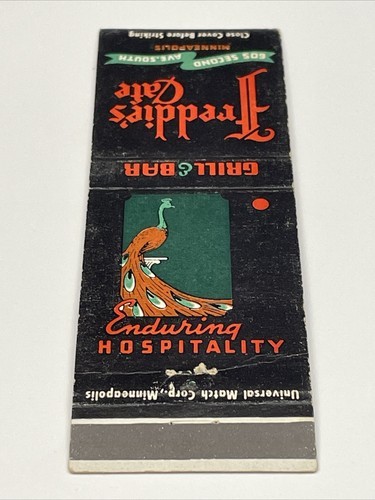 Close Cover Before Striking
MINNEAPOLIS
605 SECOND AVE. SOUTH
Freddie's
Cafe
GRILL & BAR
Enduring
HOSPITALITY
Universal Match Corp., Minneapolis